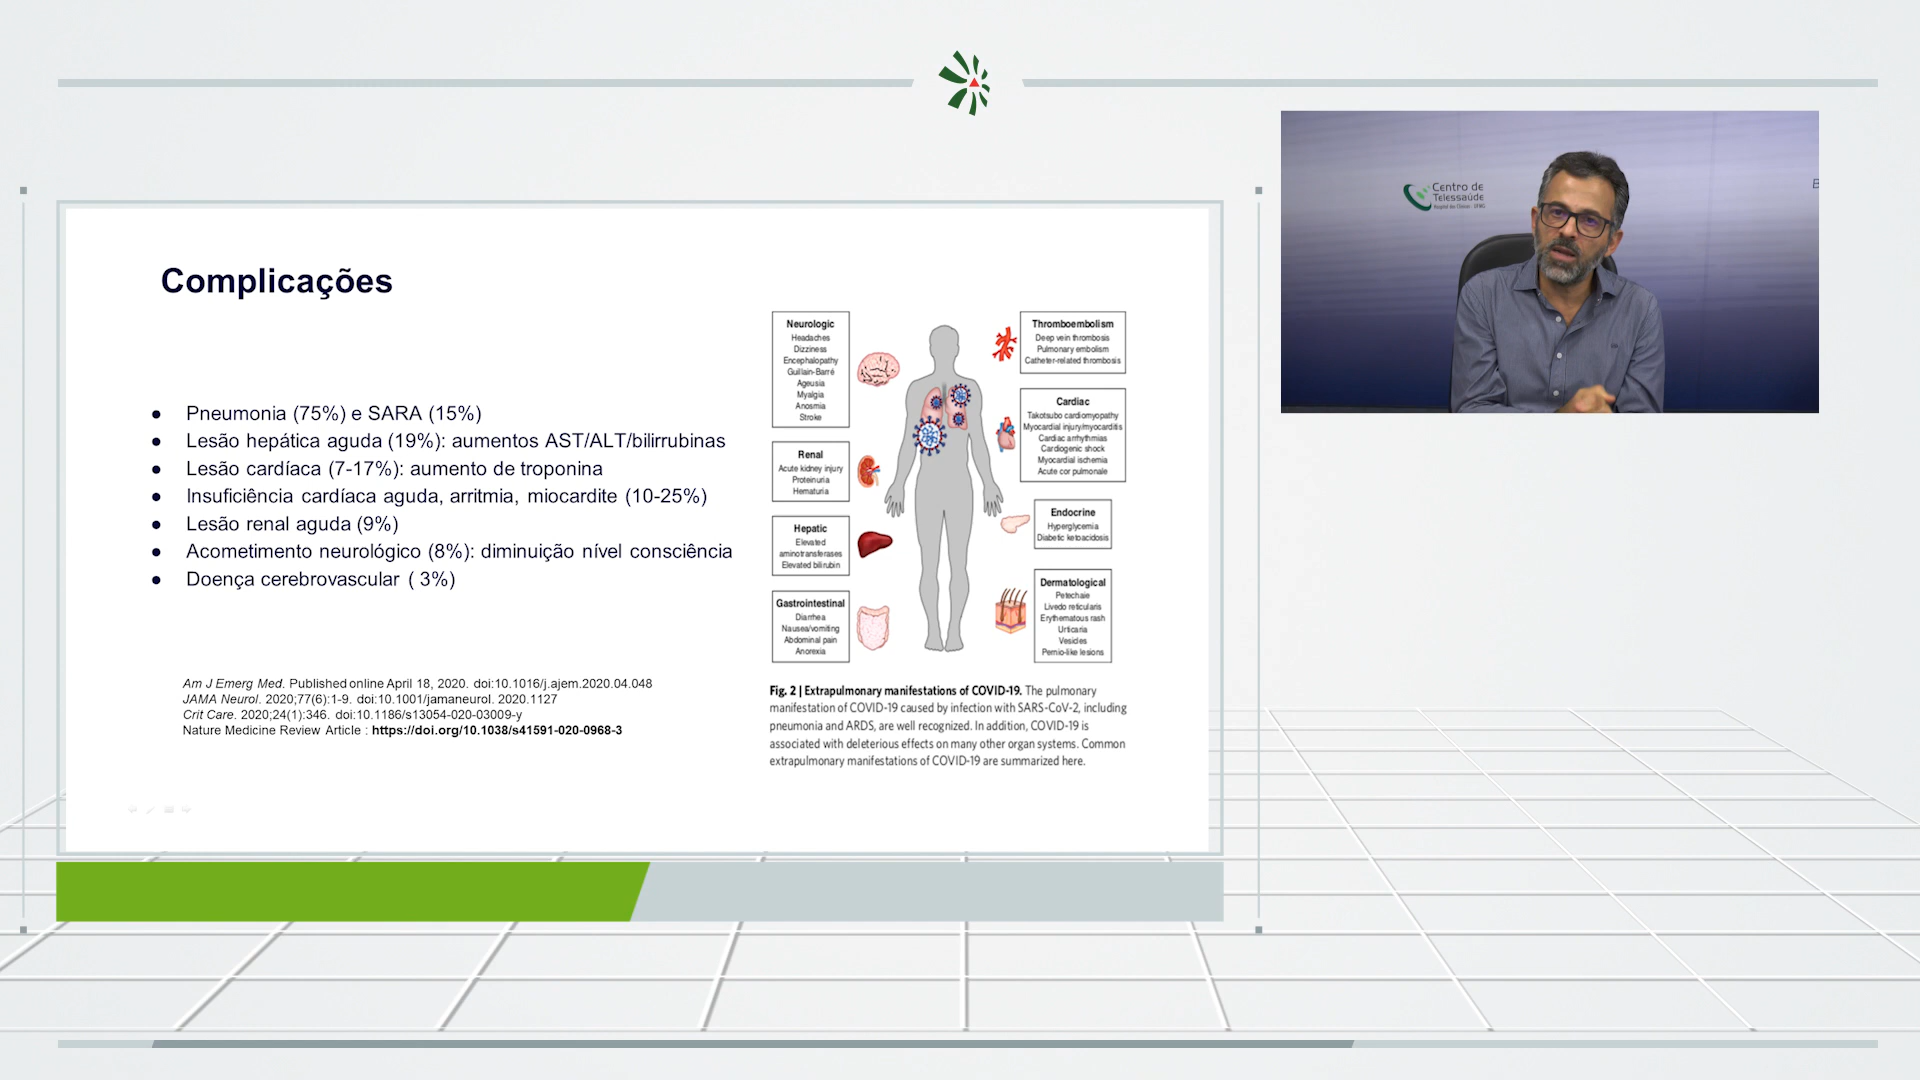 Complicações
● Pneumonia (75%) e SARA (15%)
● Lesão hepática aguda (19%): aumentos AST/ALT/bilirrubinas
● Lesão cardíaca (7-17%): aumento de troponina
● Insuficiência cardíaca aguda, arritmia, miocardite (10-25%)
● Lesão renal aguda (9%)
● Acometimento neurológico (8%): diminuição nível consciência
● Doença cerebrovascular ( 3%)
Am J Emerg Med. Published online April 18, 2020. doi:10.1016/j.ajem.2020.04.048
JAMA Neurol. 2020;77(6):1-9. doi:10.1001/jamaneurol. 2020.1127
Crit Care. 2020;24(1):346. doi:10.1186/s13054-020-03009-y
Nature Medicine Review Article : https://doi.org/10.1038/s41591-020-0968-3
Neurologic
Headaches
Dizziness
Encephalopathy
Guillain-Barré
Ageusia
Myalgia
Anosmia
Stroke
Renal
Acute kidney injury
Proteinuria
Hematuria
Hepatic
Elevated
aminotransferases
Elevated bilirubin
Gastrointestinal
Diarrhea
Nausea/vomiting
Abdominal pain
Anorexia
Thromboembolism
Deep vein thrombosis
Pulmonary embolism
Catheter-related thrombosis
Cardiac
Takotsubo cardiomyopathy
Myocardial injury/myocarditis
Cardiac arrhythmias
Cardiogenic shock
Myocardial ischemia
Acute cor pulmonale
Endocrine
Hyperglycemia
Diabetic ketoacidosis
Dermatological
Petechiae
Livedo reticularis
Erythematous rash
Urticaria
Vesicles
Pernio-like lesions
Fig. 2 | Extrapulmonary manifestations of COVID-19. The pulmonary
manifestation of COVID-19 caused by infection with SARS-CoV-2, including
pneumonia and ARDS, are well recognized. In addition, COVID-19 is
associated with deleterious effects on many other organ systems. Common
extrapulmonary manifestations of COVID-19 are summarized here.
Centro de
Telessaúde
Hospital das Clínicas - UFMG